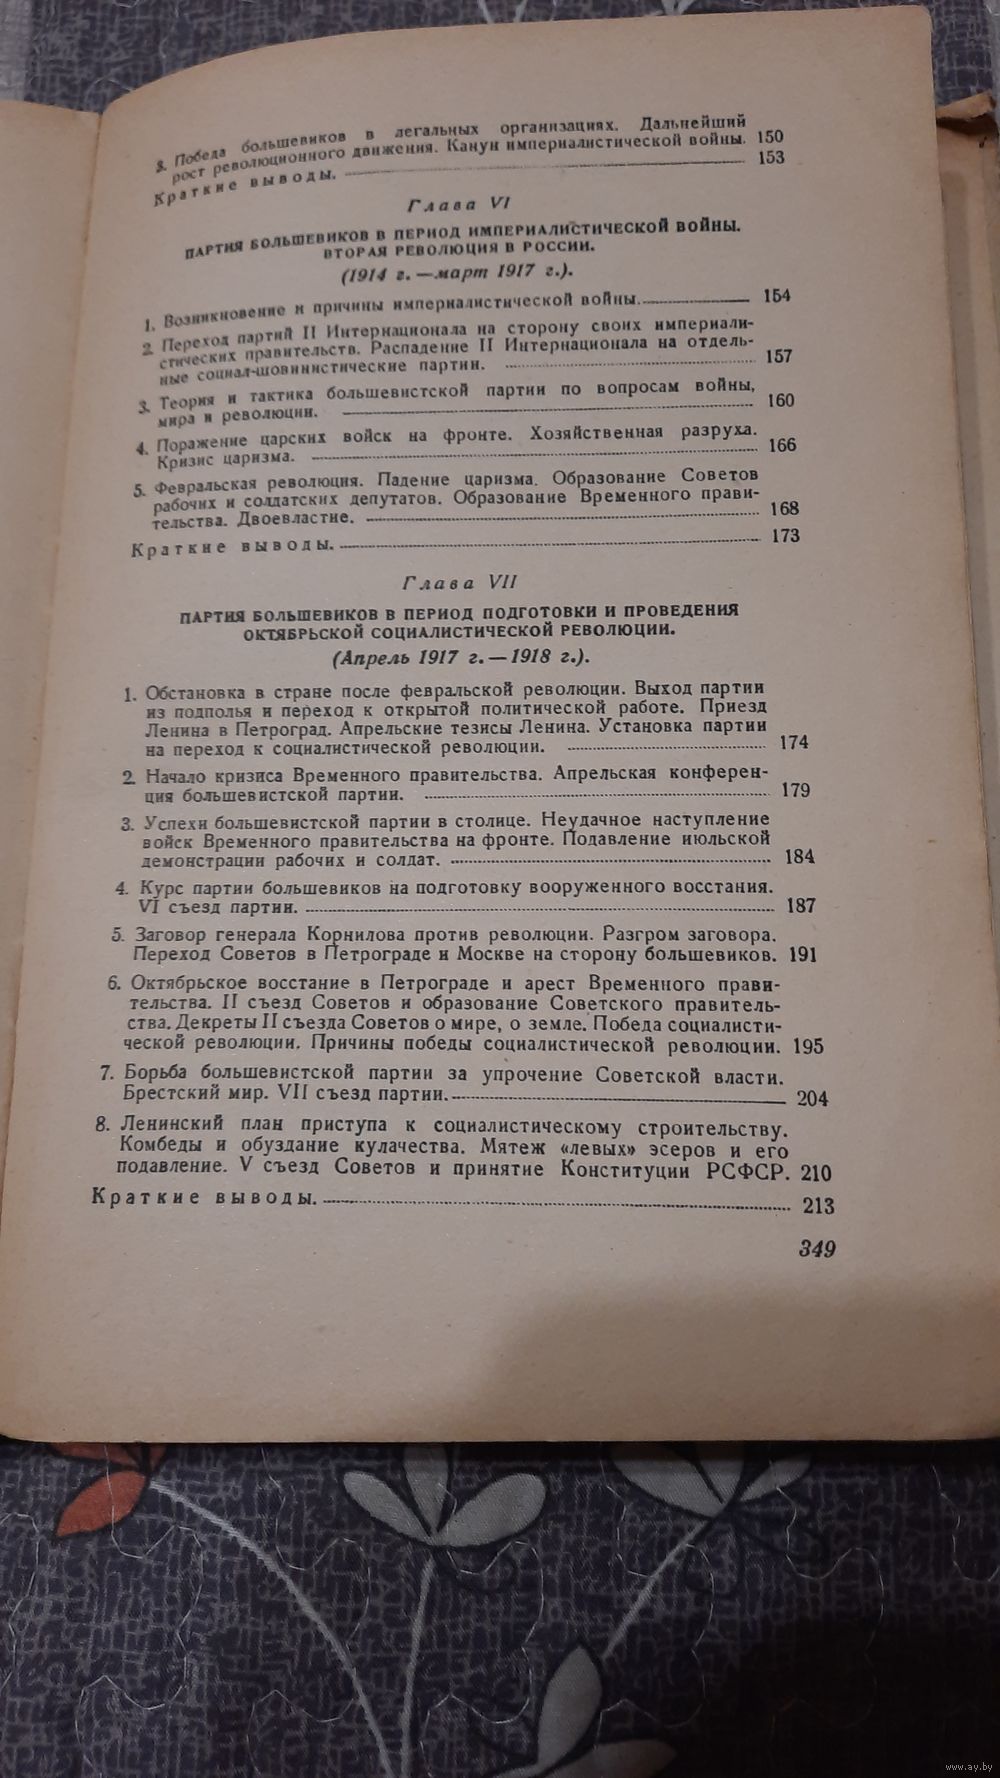 3. Победа большевиков в легальных организациях. Дальнейший
рост революционного движения. Канун империалистической войны. 150
Краткие выводы. 153
Глава VI
ПАРТИЯ БОЛЬШЕВИКОВ В ПЕРИОД ИМПЕРИАЛИСТИЧЕСКОЙ ВОЙНЫ.
ВТОРАЯ РЕВОЛЮЦИЯ В РОССИИ.
(1914 г. — март 1917 г.).
1. Возникновение и причины империалистической войны. 154
2. Переход партий II Интернационала на сторону своих империали-
стических правительств. Распадение II Интернационала на отдель-
ные социал-шовинистические партии. 157
3. Теория и тактика большевистской партии по вопросам войны,
мира и революции. 160
4. Поражение царских войск на фронте. Хозяйственная разруха.
Кризис царизма. 166
5. Февральская революция. Падение царизма. Образование Советов
рабочих и солдатских депутатов. Образование Временного прави-
тельства. Двоевластие. 168
Краткие выводы. 173
Глава VII
ПАРТИЯ БОЛЬШЕВИКОВ В ПЕРИОД ПОДГОТОВКИ И ПРОВЕДЕНИЯ
ОКТЯБРЬСКОЙ СОЦИАЛИСТИЧЕСКОЙ РЕВОЛЮЦИИ.
(Апрель 1917 г. — 1918 г.).
1. Обстановка в стране после февральской революции. Выход партии
из подполья и переход к открытой политической работе. Приезд
Ленина в Петроград. Апрельские тезисы Ленина. Установка партии
на переход к социалистической революции. 174
2. Начало кризиса Временного правительства. Апрельская конферен-
ция большевистской партии. 179
3. Успехи большевистской партии в столице. Неудачное наступление
войск Временного правительства на фронте. Подавление июльской
демонстрации рабочих и солдат. 184
4. Курс партии большевиков на подготовку вооруженного восстания.
VI съезд партии. 187
5. Заговор генерала Корнилова против революции. Разгром заговора.
Переход Советов в Петрограде и Москве на сторону большевиков. 191
6. Октябрьское восстание в Петрограде и арест Временного прави-
тельства. II съезд Советов и образование Советского правитель-
ства. Декреты II съезда Советов о мире, о земле. Победа социалисти-
ческой революции. Причины победы социалистической революции. 195
7. Борьба большевистской партии за упрочение Советской власти.
Брестский мир. VII съезд партии. 204
8. Ленинский план приступа к социалистическому строительству.
Комбеды и обуздание кулачества. Мятеж «левых» эсеров и его
подавление. V съезд Советов и принятие Конституции РСФСР. 210
Краткие выводы. 213
349
www.ay.by